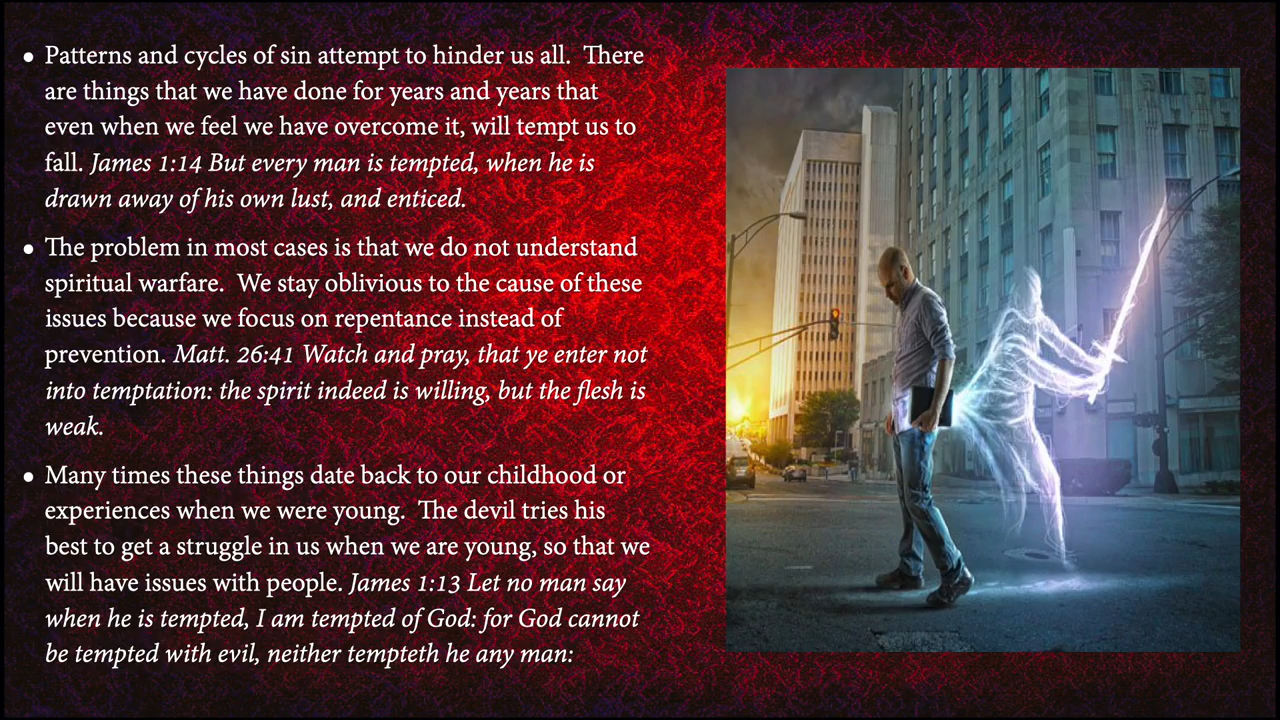 • Patterns and cycles of sin attempt to hinder us all.  There
are things that we have done for years and years that
even when we feel we have overcome it, will tempt us to
fall. James 1:14 But every man is tempted, when he is
drawn away of his own lust, and enticed.
• The problem in most cases is that we do not understand
spiritual warfare.  We stay oblivious to the cause of these
issues because we focus on repentance instead of
prevention. Matt. 26:41 Watch and pray, that ye enter not
into temptation: the spirit indeed is willing, but the flesh is
weak.
• Many times these things date back to our childhood or
experiences when we were young.  The devil tries his
best to get a struggle in us when we are young, so that we
will have issues with people. James 1:13 Let no man say
when he is tempted, I am tempted of God: for God cannot
be tempted with evil, neither tempteth he any man: